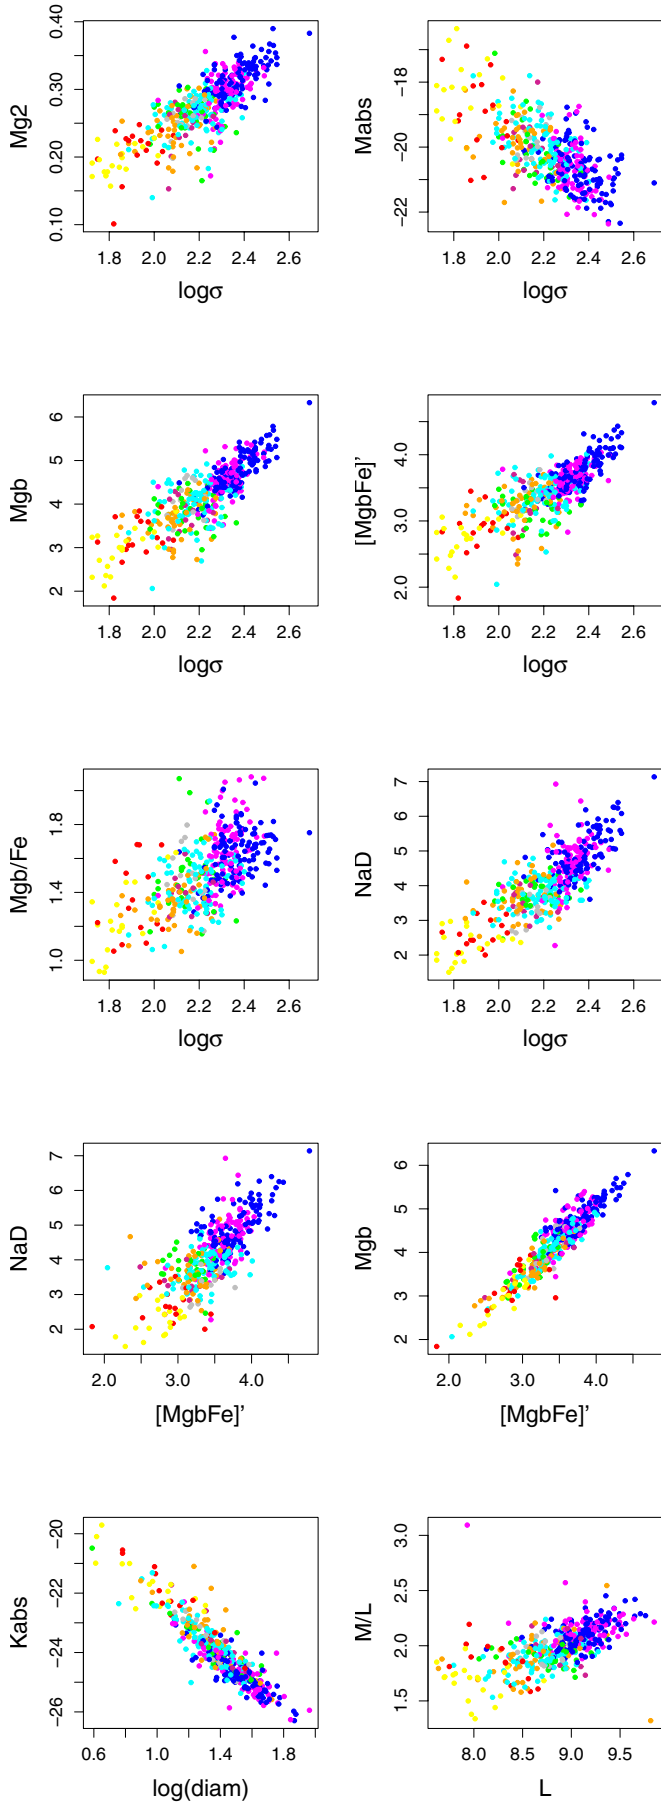 Mg2
0.10 0.20 0.30 0.40
1.8 2.0 2.2 2.4 2.6
logσ
Mabs
−22 −20 −18
1.8 2.0 2.2 2.4 2.6
logσ
Mgb
2 3 4 5 6
1.8 2.0 2.2 2.4 2.6
logσ
[MgbFe]’
2.0 3.0 4.0
1.8 2.0 2.2 2.4 2.6
logσ
Mgb/Fe
1.0 1.4 1.8
1.8 2.0 2.2 2.4 2.6
logσ
NaD
2 3 4 5 6 7
1.8 2.0 2.2 2.4 2.6
logσ
NaD
2 3 4 5 6 7
2.0 3.0 4.0
[MgbFe]’
Mgb
2 3 4 5 6
2.0 3.0 4.0
[MgbFe]’
Kabs
−26 −24 −22 −20
0.6 1.0 1.4 1.8
log(diam)
M/L
1.5 2.0 2.5 3.0
8.0 8.5 9.0 9.5
L